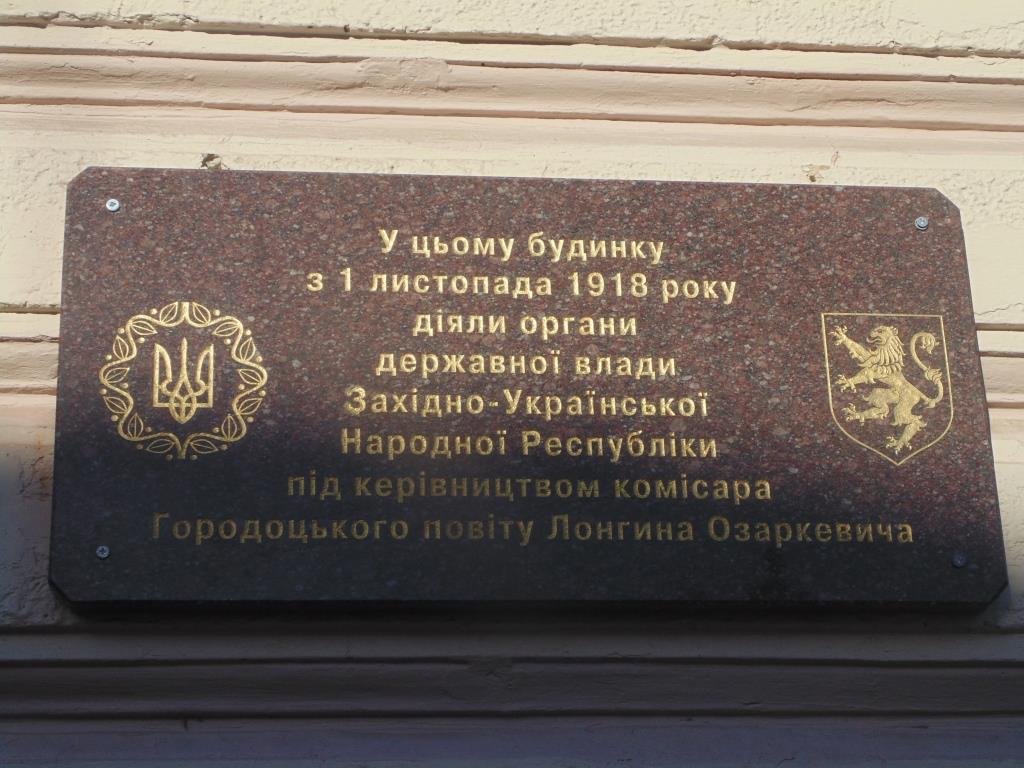 У цьому будинку
з 1 листопада 1918 року
діяли органи
державної влади
Західно-Української
Народної Республіки
під керівництвом комісара
Городоцького повіту Лонгина Озаркевича